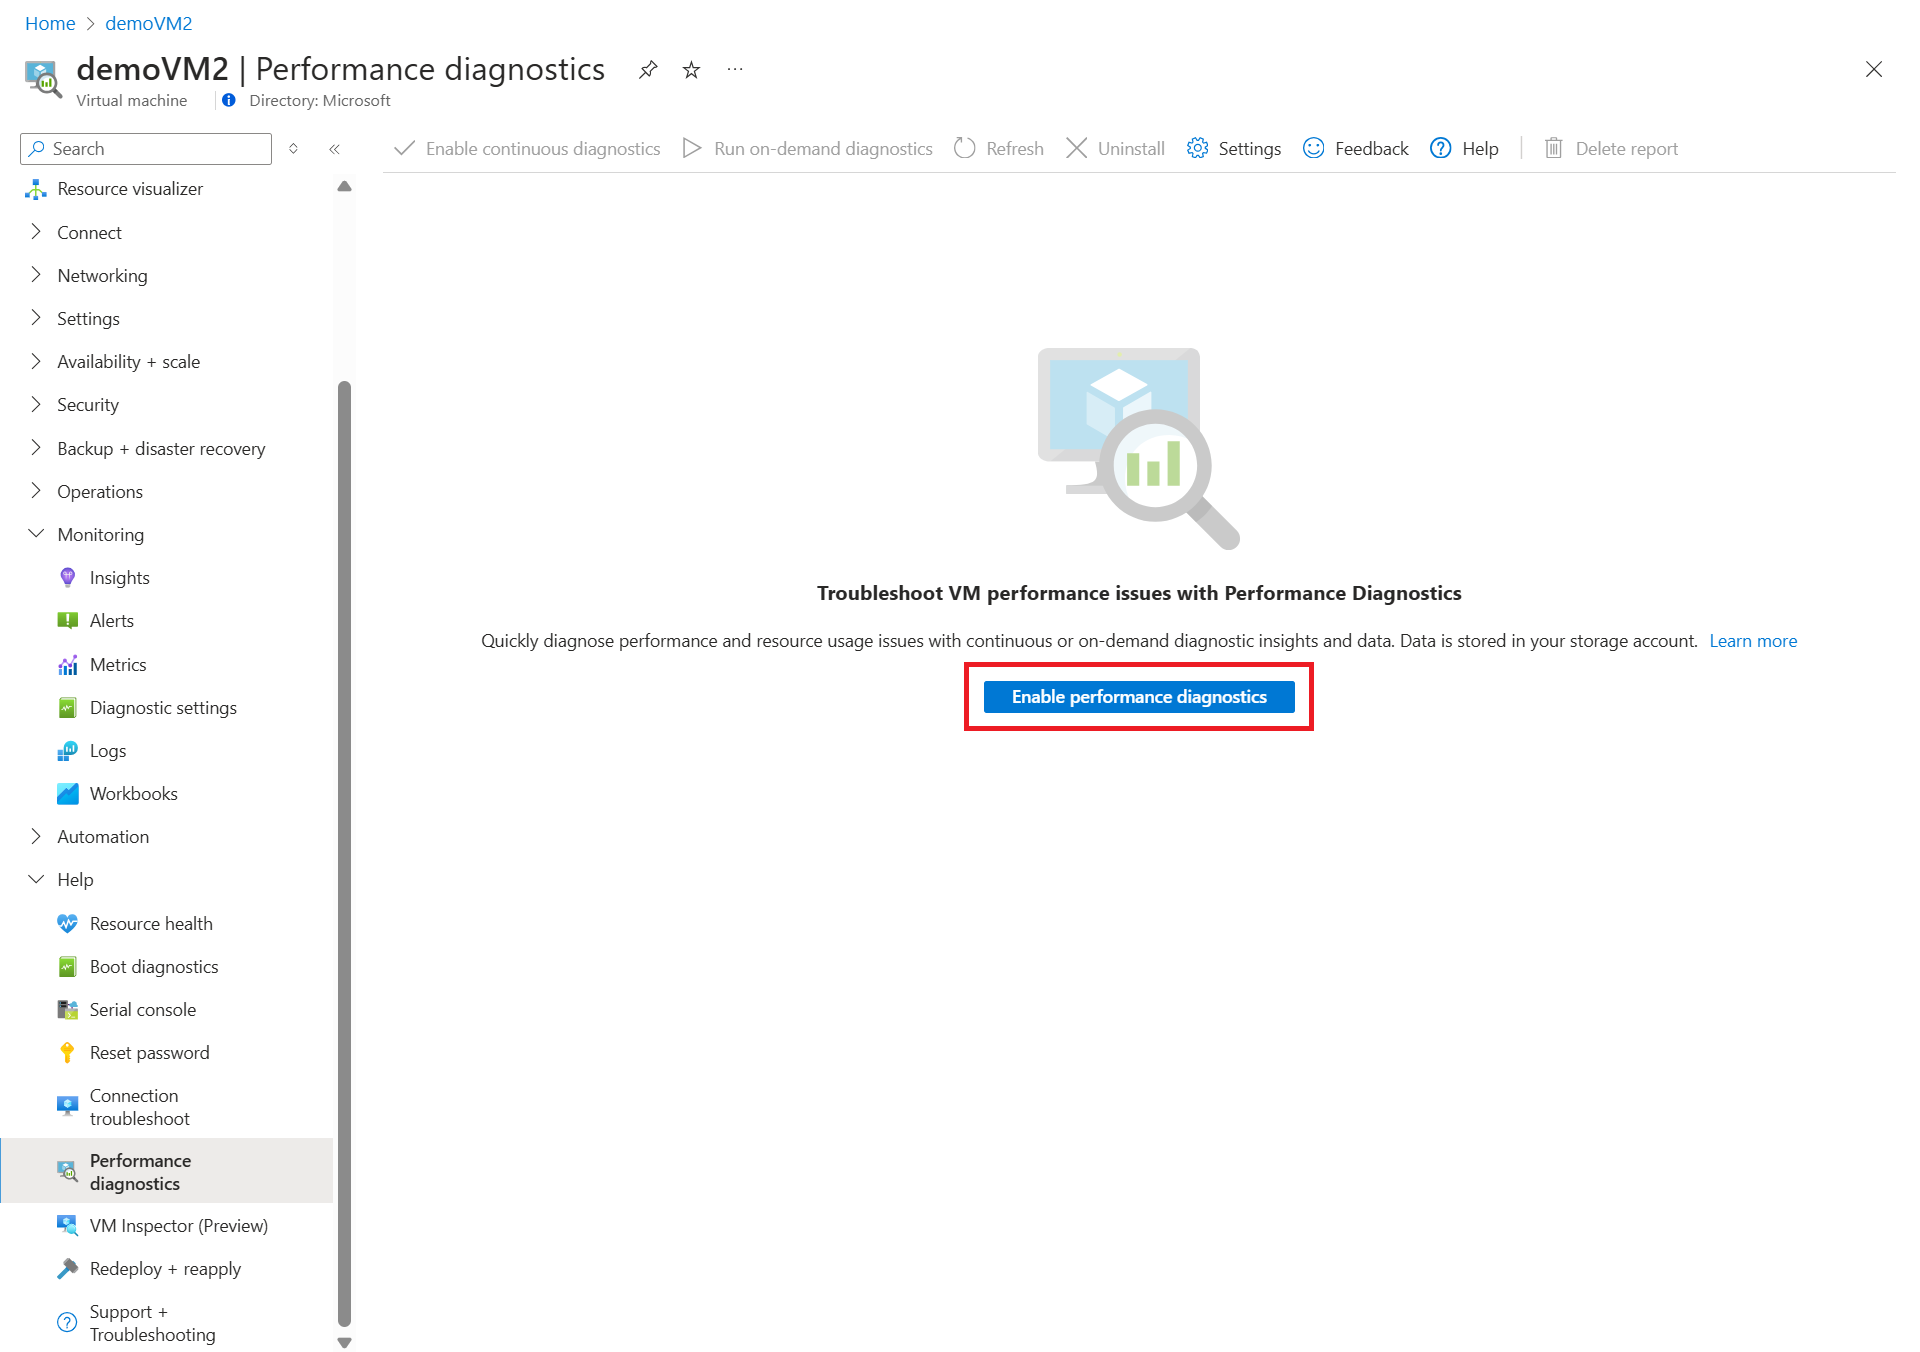 Home > demoVM2
demoVM2 | Performance diagnostics
Virtual machine
Directory: Microsoft
Search
Enable continuous diagnostics
Run on-demand diagnostics
Refresh
Uninstall
Settings
Feedback
Help
Delete report
Resource visualizer
Connect
Networking
Settings
Availability + scale
Security
Backup + disaster recovery
Operations
Monitoring
Insights
Alerts
Metrics
Diagnostic settings
Logs
Workbooks
Automation
Help
Resource health
Boot diagnostics
Serial console
Reset password
Connection
troubleshoot
Performance
diagnostics
VM Inspector (Preview)
Redeploy + reapply
Support +
Troubleshooting
Troubleshoot VM performance issues with Performance Diagnostics
Quickly diagnose performance and resource usage issues with continuous or on-demand diagnostic insights and data. Data is stored in your storage account. Learn more
Enable performance diagnostics